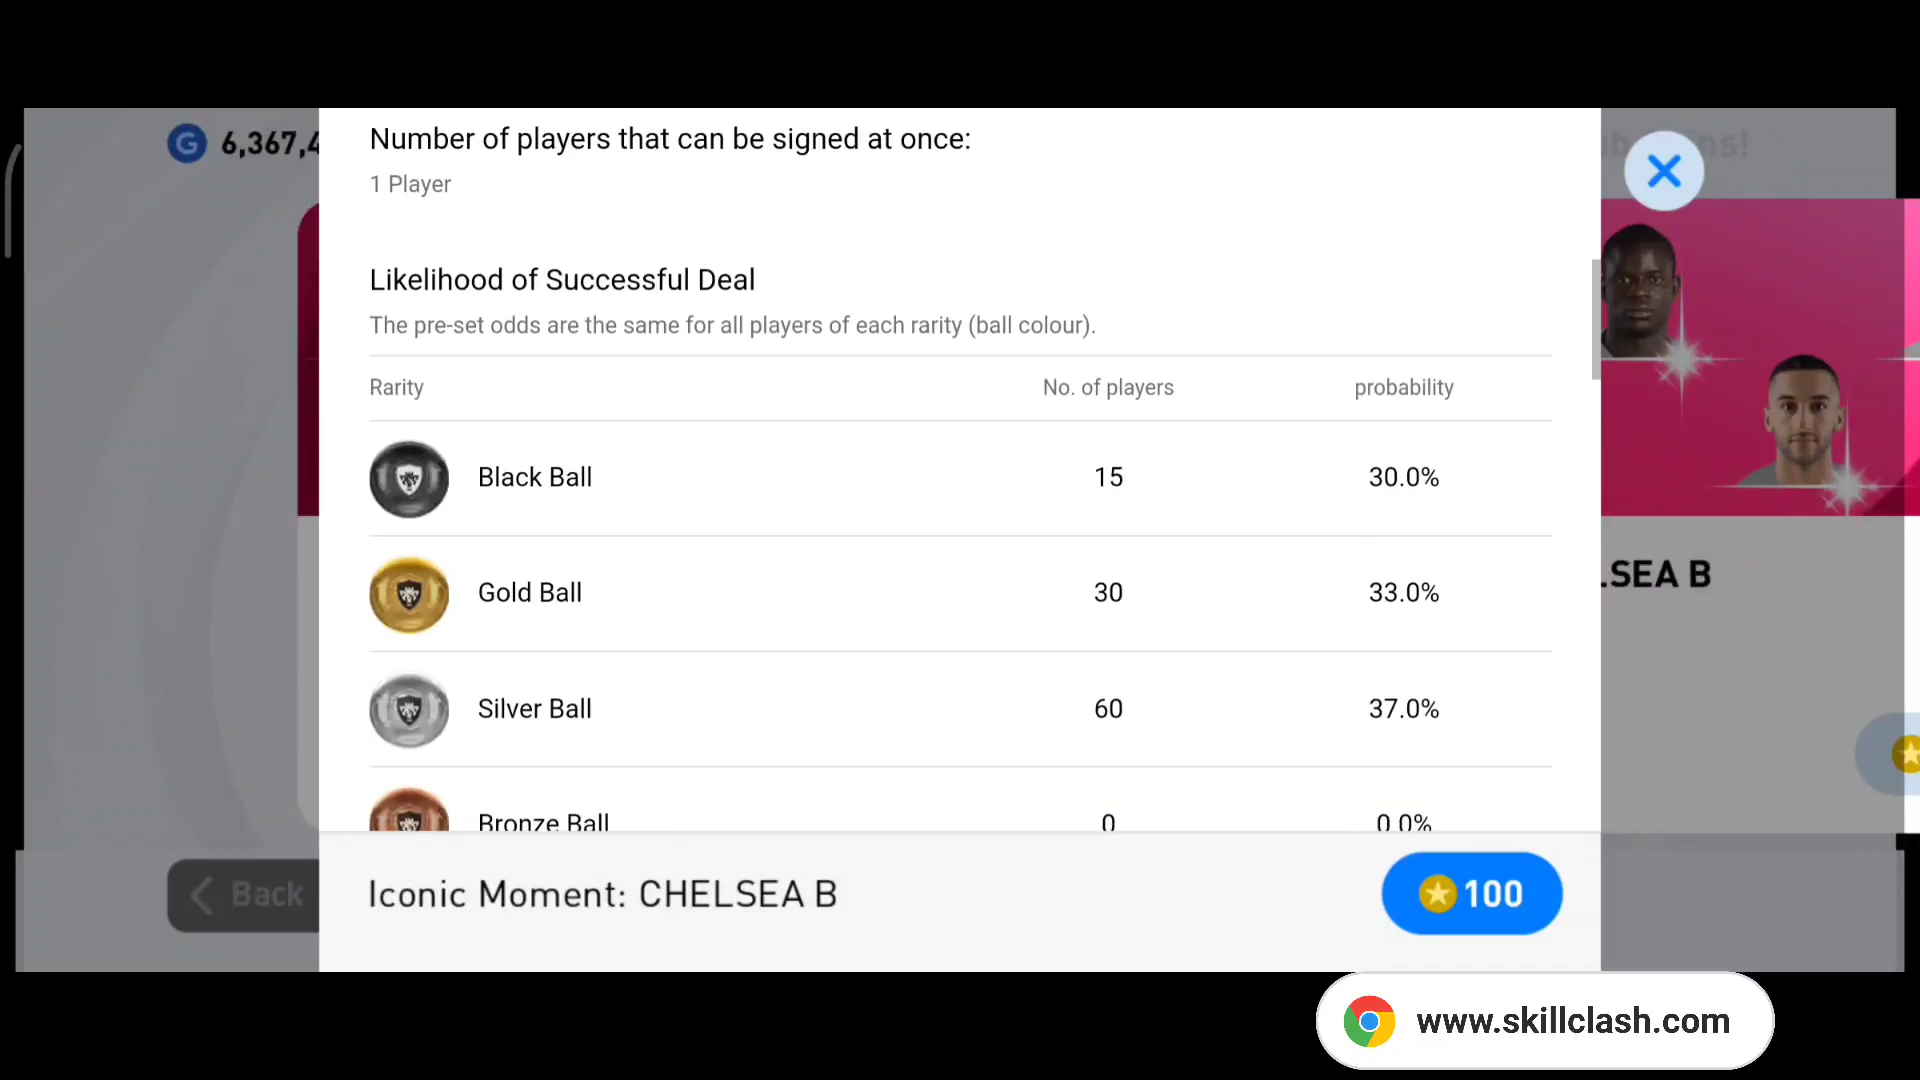 G 6,367,4
Number of players that can be signed at once:
1 Player
Likelihood of Successful Deal
The pre-set odds are the same for all players of each rarity (ball colour).
Rarity No. of players probability
Black Ball 15 30.0%
Gold Ball 30 33.0%
Silver Ball 60 37.0%
Bronze Ball 0 0.0%
.SEA B
Back
Iconic Moment: CHELSEA B
100
www.skillclash.com